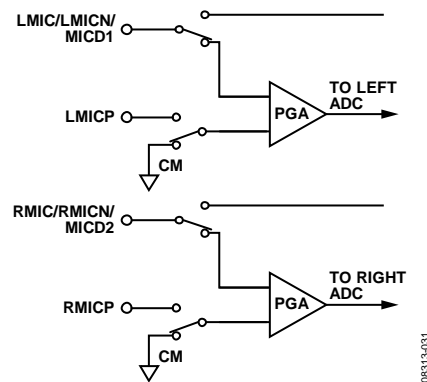 LMIC/LMICN/
MICD1
TO LEFT
ADC
PGA
LMICP
CM
RMIC/RMICN/
MICD2
TO RIGHT
ADC
PGA
RMICP
CM
08313-031